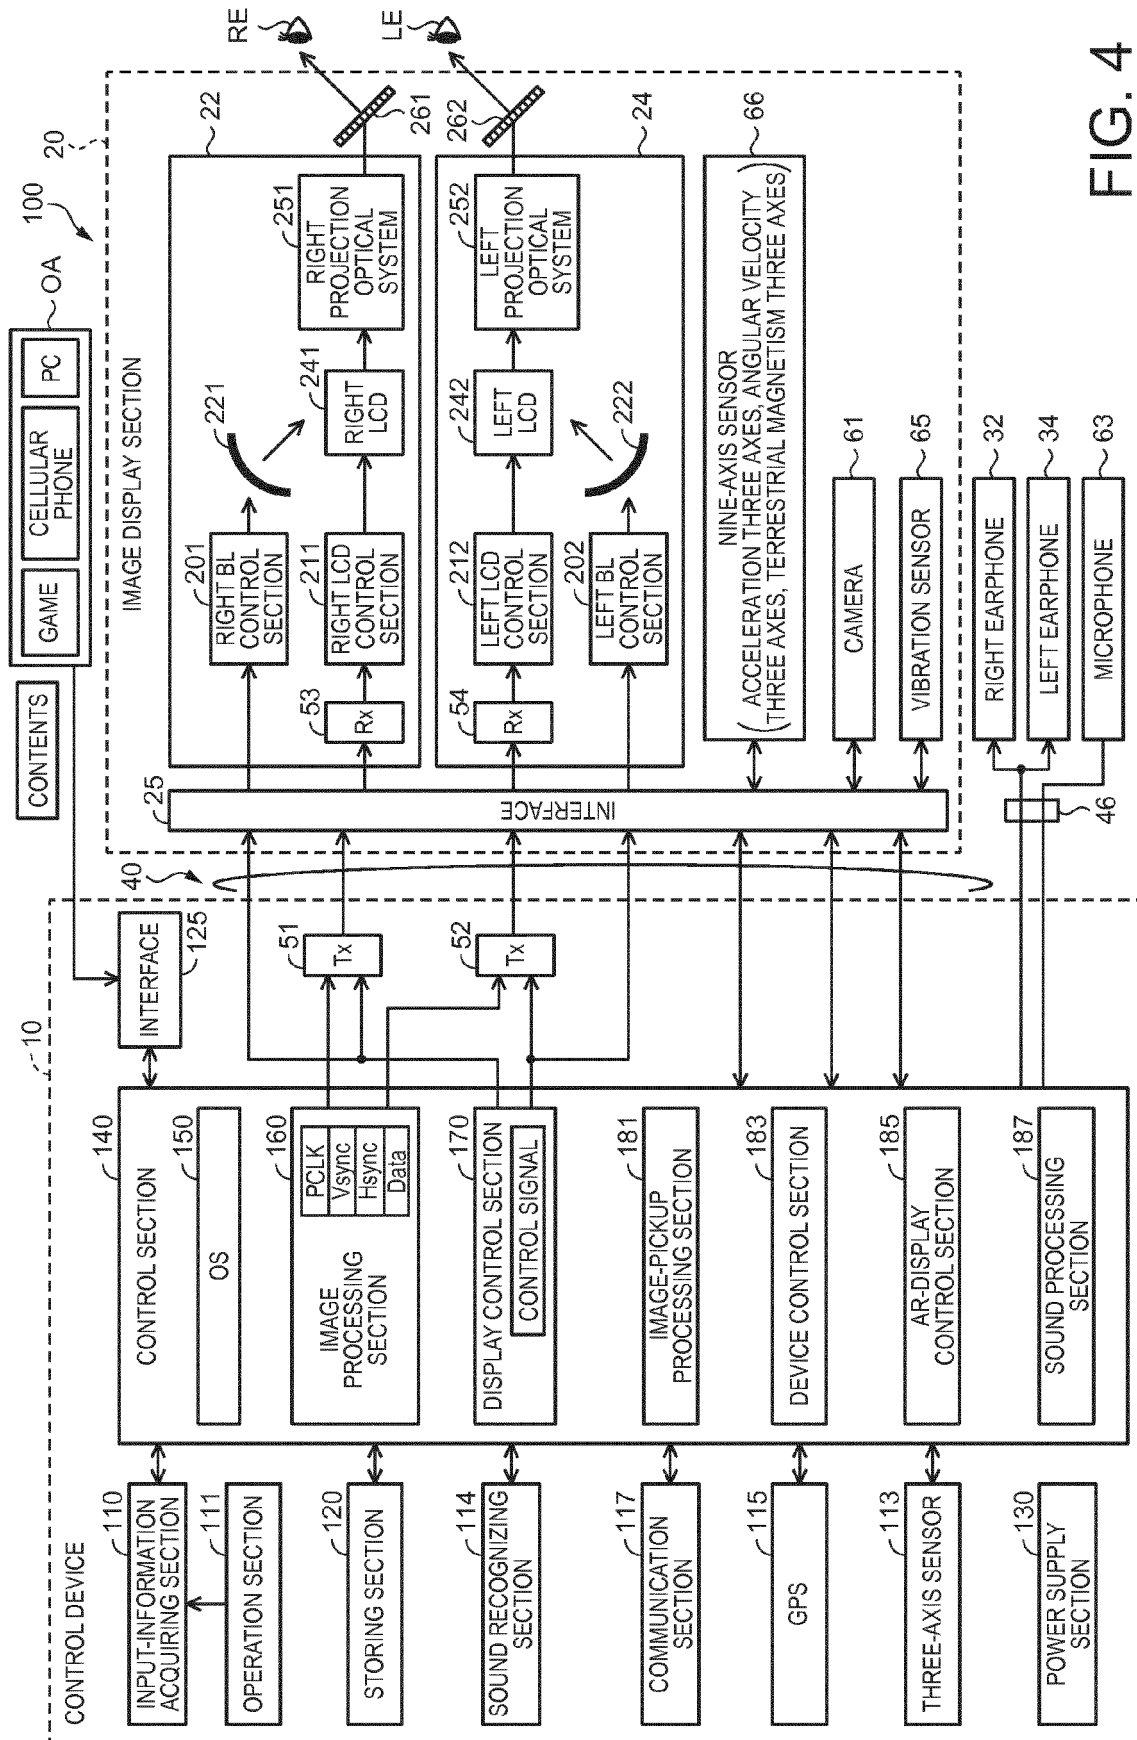 100
OA
GAME
CELLULAR
PHONE
PC
CONTENTS
10
CONTROL DEVICE
110
INPUT-INFORMATION
ACQUIRING SECTION
111
OPERATION SECTION
120
STORING SECTION
114
SOUND RECOGNIZING
SECTION
117
COMMUNICATION
SECTION
115
GPS
113
THREE-AXIS SENSOR
130
POWER SUPPLY
SECTION
140
CONTROL SECTION
150
OS
160
IMAGE
PROCESSING
SECTION
PCLK
Vsync
Hsync
Data
170
DISPLAY CONTROL SECTION
CONTROL SIGNAL
181
IMAGE-PICKUP
PROCESSING SECTION
183
DEVICE CONTROL SECTION
185
AR-DISPLAY
CONTROL SECTION
187
SOUND PROCESSING
SECTION
INTERFACE
125
51
Tx
52
Tx
40
20
IMAGE DISPLAY SECTION
25
INTERFACE
22
201
RIGHT BL
CONTROL
SECTION
221
53
Rx
211
RIGHT LCD
CONTROL
SECTION
241
RIGHT
LCD
251
RIGHT
PROJECTION
OPTICAL
SYSTEM
261
RE
24
54
Rx
212
LEFT LCD
CONTROL
SECTION
242
LEFT
LCD
252
LEFT
PROJECTION
OPTICAL
SYSTEM
262
LE
202
LEFT BL
CONTROL
SECTION
222
66
NINE-AXIS SENSOR
(ACCELERATION THREE AXES, ANGULAR VELOCITY
THREE AXES, TERRESTRIAL MAGNETISM THREE AXES)
61
CAMERA
65
VIBRATION SENSOR
32
RIGHT EARPHONE
34
LEFT EARPHONE
63
MICROPHONE
46
FIG. 4